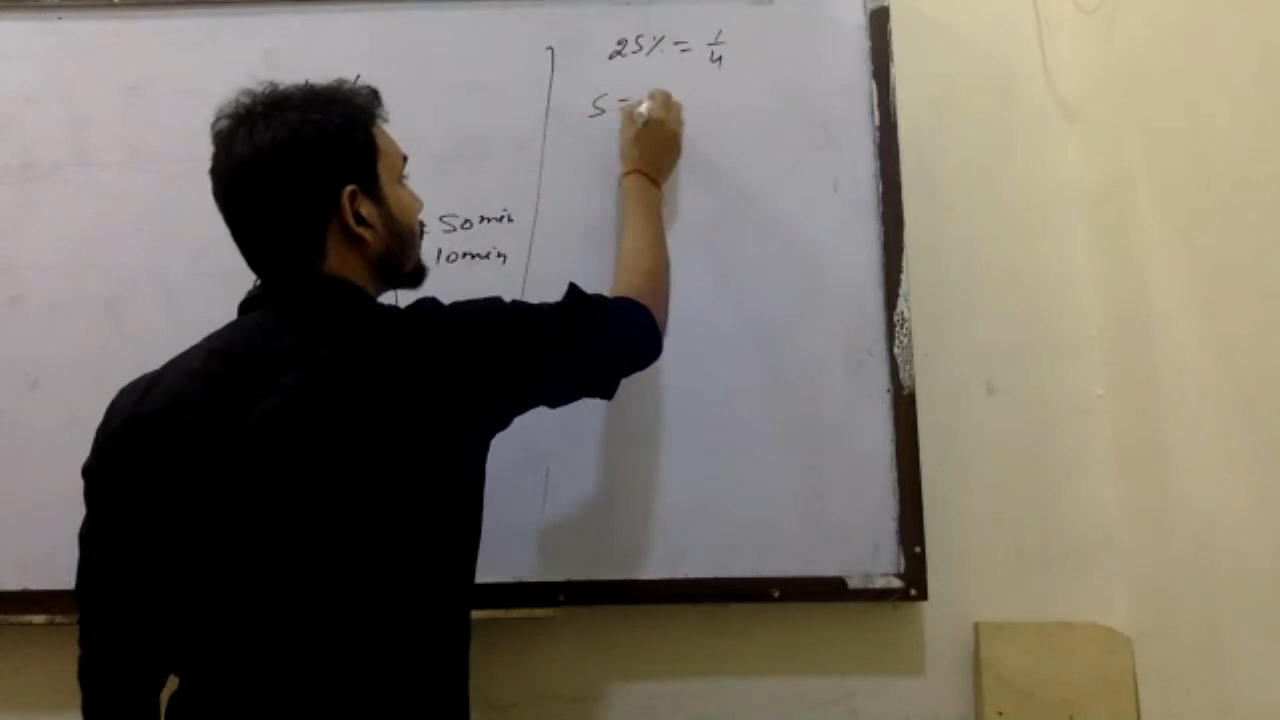 50min
10min
25% = 1/4
S =